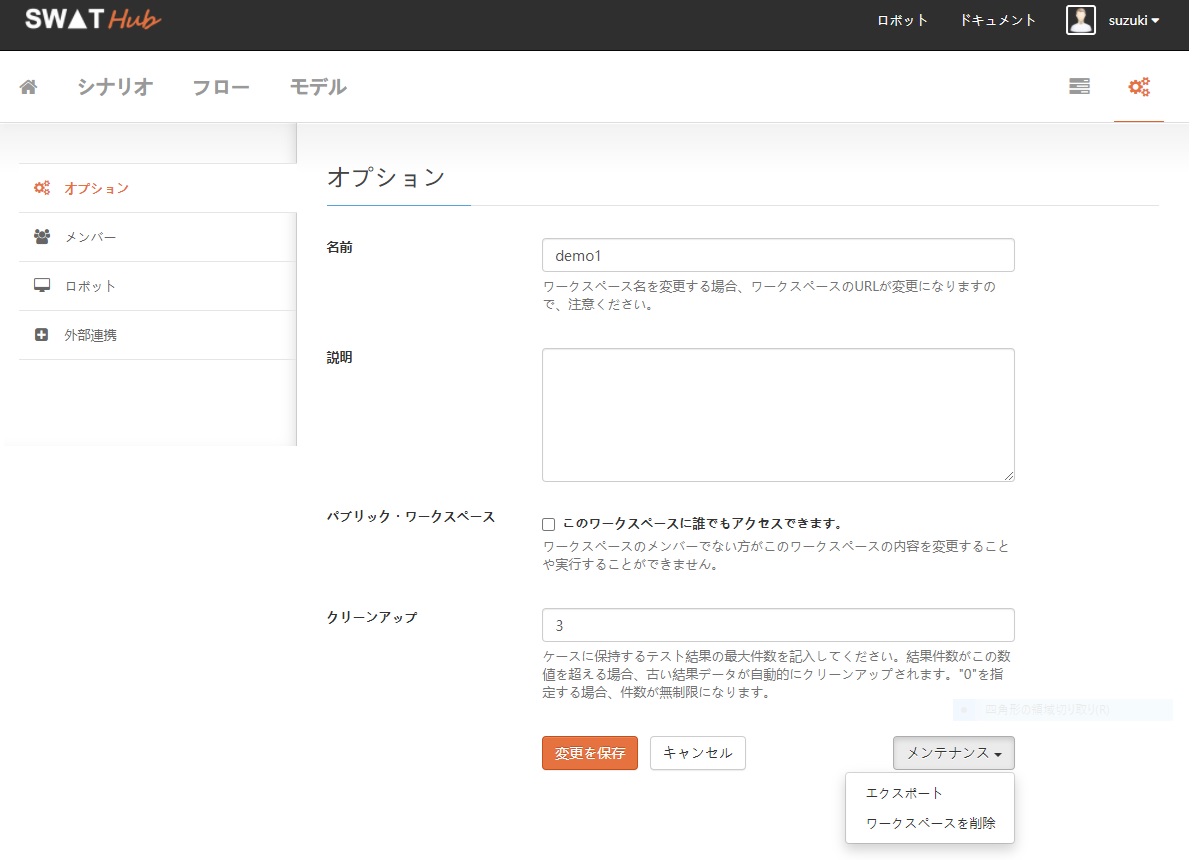 SWAT Hub
ロボット
ドキュメント
suzuki
シナリオ
フロー
モデル
オプション
メンバー
ロボット
外部連携
オプション
名前
demo1
ワークスペース名を変更する場合、ワークスペースのURLが変更になりますの
で、注意ください。
説明
パブリック・ワークスペース
このワークスペースに誰でもアクセスできます。
ワークスペースのメンバーでない方がこのワークスペースの内容を変更すること
や実行することができません。
クリーンアップ
3
ケースに保持するテスト結果の最大件数を記入してください。結果件数がこの数
値を超える場合、古い結果データが自動的にクリーンアップされます。"0"を指
定する場合、件数が無制限になります。
四角形の領域切り取り(R)
変更を保存
キャンセル
メンテナンス
エクスポート
ワークスペースを削除